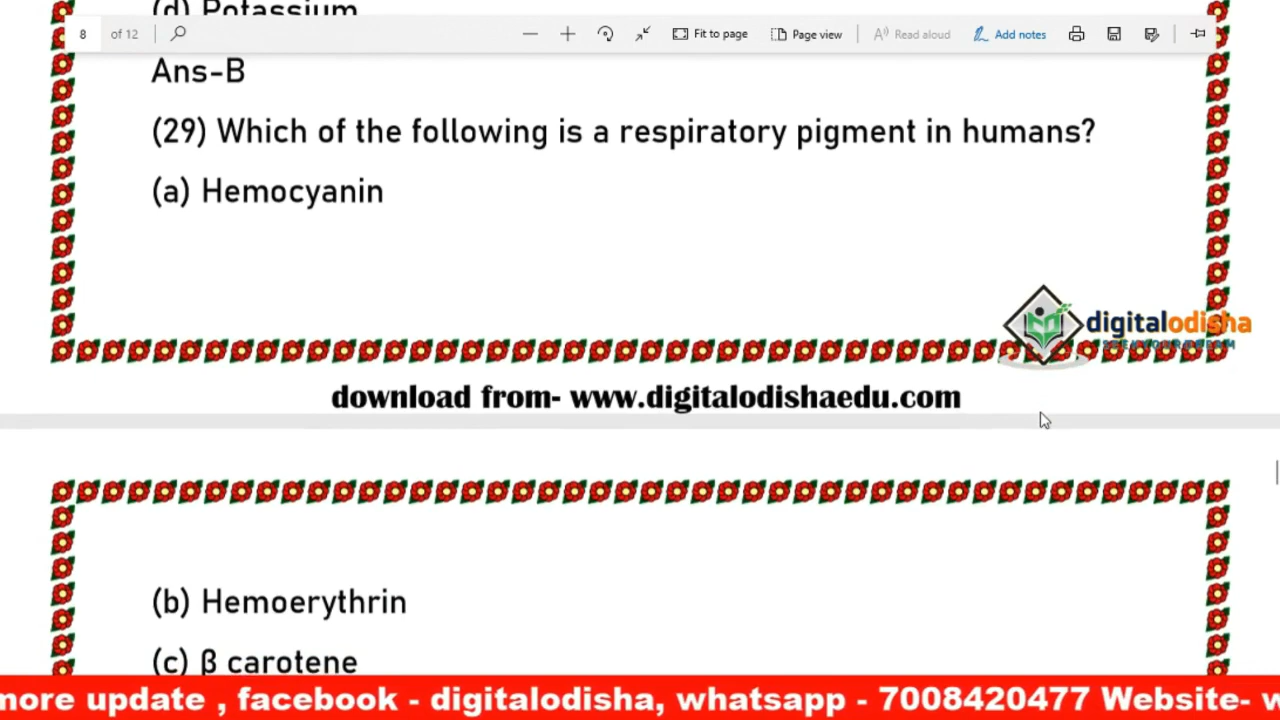 (d) Potassium
8 of 12 Fit to page Page view Read aloud Add notes
Ans-B
(29) Which of the following is a respiratory pigment in humans?
(a) Hemocyanin
digitalodisha
download from- www.digitalodishaedu.com
(b) Hemoerythrin
(c) β carotene
more update , facebook - digitalodisha, whatsapp - 7008420477 Website- w